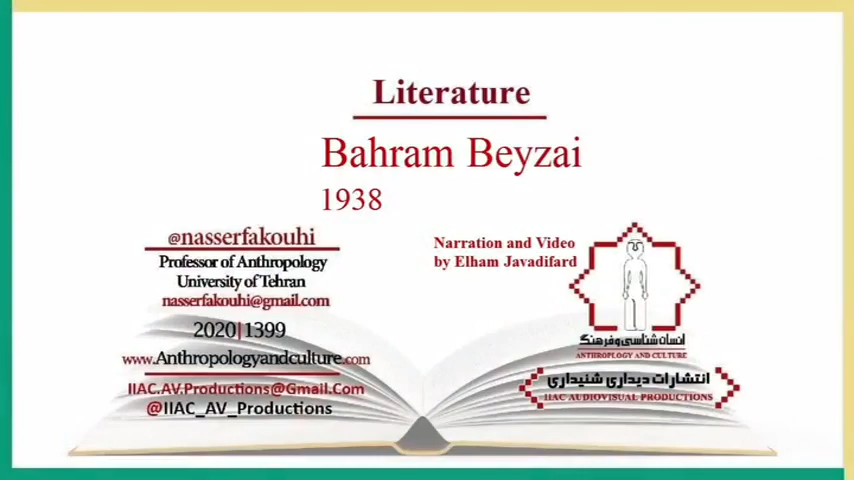 Literature
Bahram Beyzai
1938
@nasserfakouhi
Professor of Anthropology
University of Tehran
nasserfakouhi@gmail.com
2020|1399
www.Anthropologyandculture.com
IIAC.AV.Productions@Gmail.Com
@IIAC_AV_Productions
Narration and Video
by Elham Javadifard
انسان شناسی و فرهنگ
ANTHROPLOGY AND CULTURE
انتشارات دیداری شنیداری
IIAC AUDIOVISUAL PRODUCTIONS